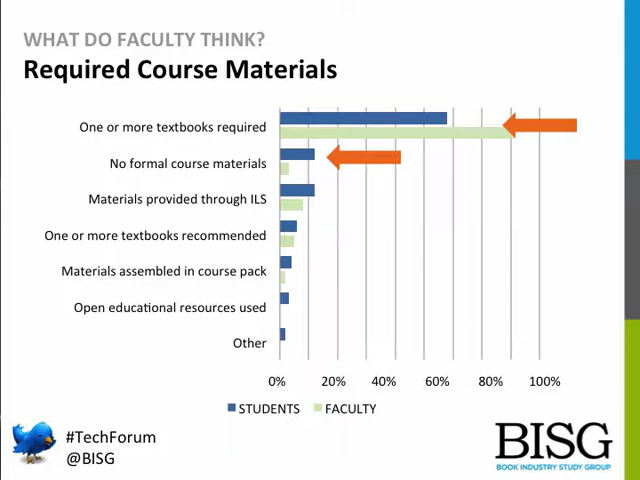 WHAT DO FACULTY THINK?
Required Course Materials
One or more textbooks required
No formal course materials
Materials provided through ILS
One or more textbooks recommended
Materials assembled in course pack
Open educational resources used
Other
0% 20% 40% 60% 80% 100%
STUDENTS FACULTY
#TechForum
@BISG
BISG
BOOK INDUSTRY STUDY GROUP